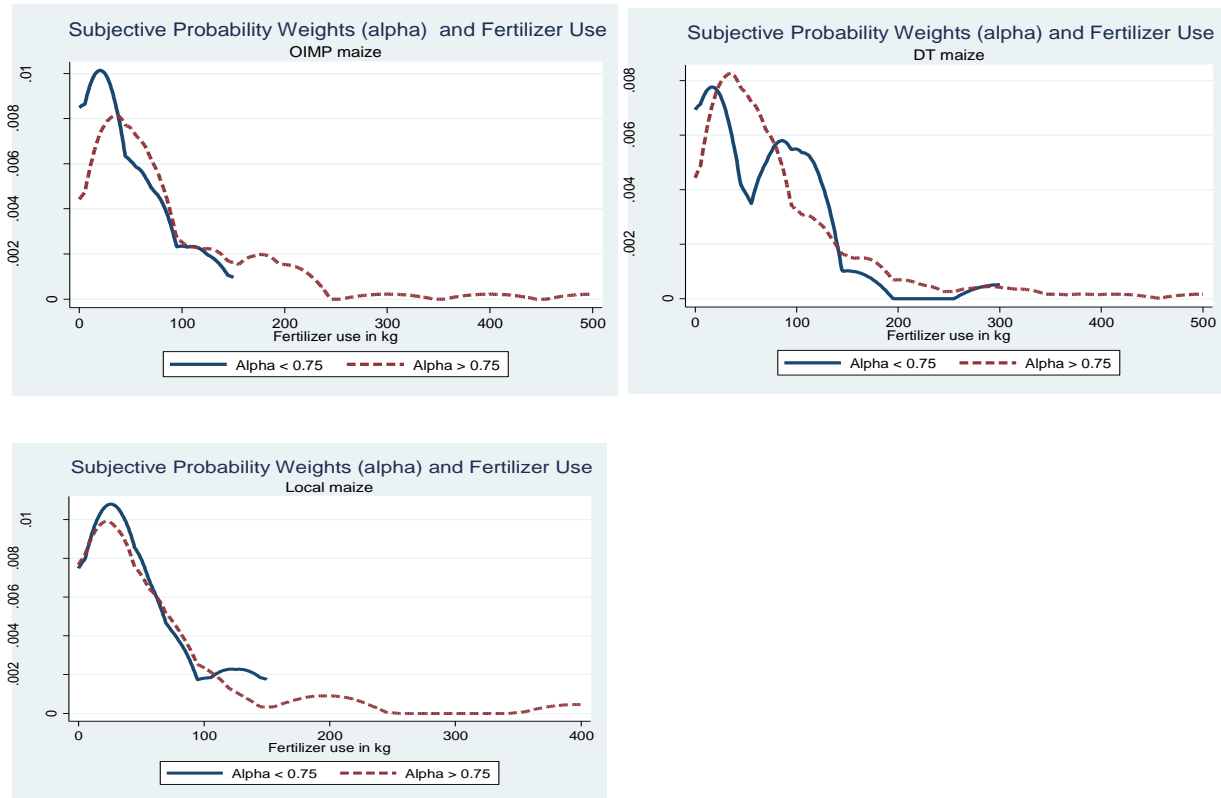 Subjective Probability Weights (alpha)  and Fertilizer Use
OIMP maize
.01
.008
.006
.004
.002
0
0 100 200 300 400 500
Fertilizer use in kg
Alpha < 0.75 Alpha > 0.75
Subjective Probability Weights (alpha) and Fertilizer Use
DT maize
.008
.006
.004
.002
0
0 100 200 300 400 500
Fertilizer use in kg
Alpha < 0.75 Alpha > 0.75
Subjective Probability Weights (alpha) and Fertilizer Use
Local maize
.01
.008
.006
.004
.002
0
0 100 200 300 400
Fertilizer use in kg
Alpha < 0.75 Alpha > 0.75